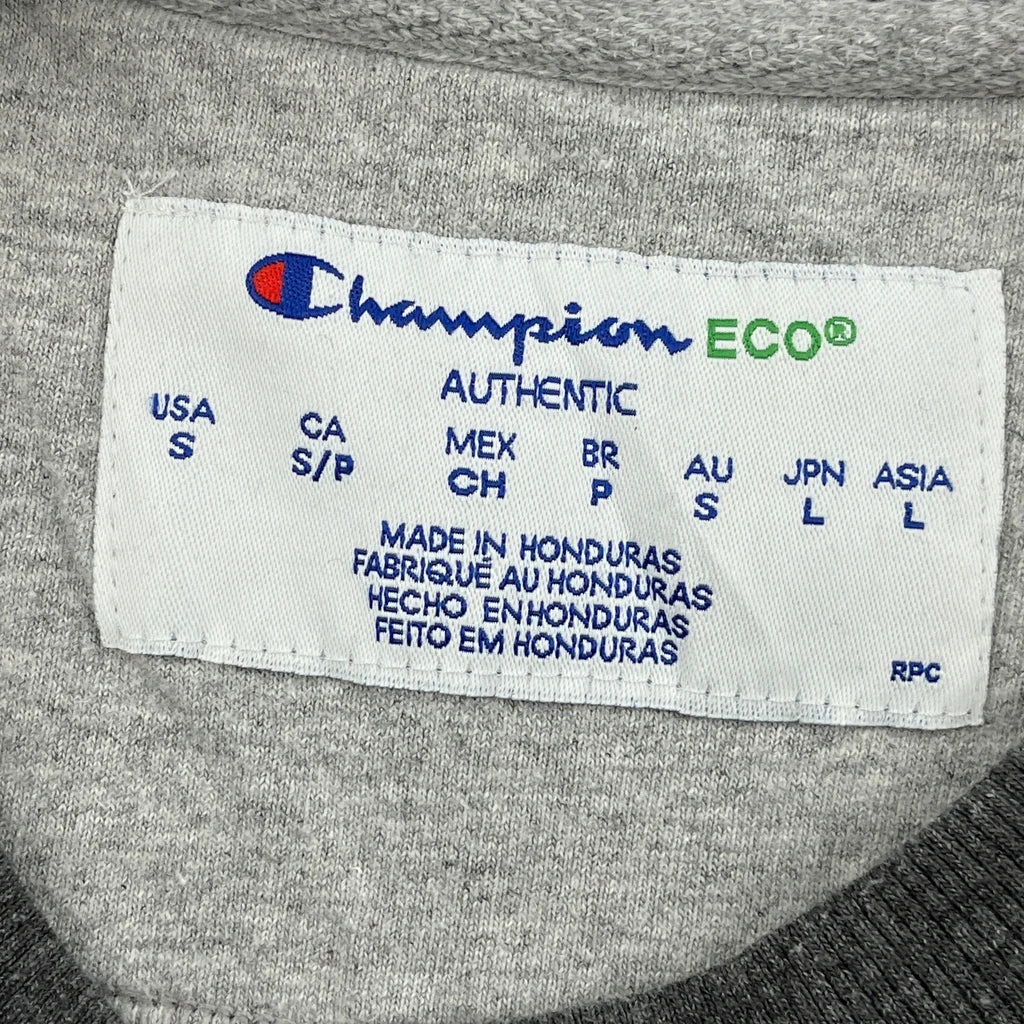 Champion ECO®
AUTHENTIC
USA CA MEX BR AU JPN ASIA
S S/P CH P S L L
MADE IN HONDURAS
FABRIQUÉ AU HONDURAS
HECHO EN HONDURAS
FEITO EM HONDURAS
RPC